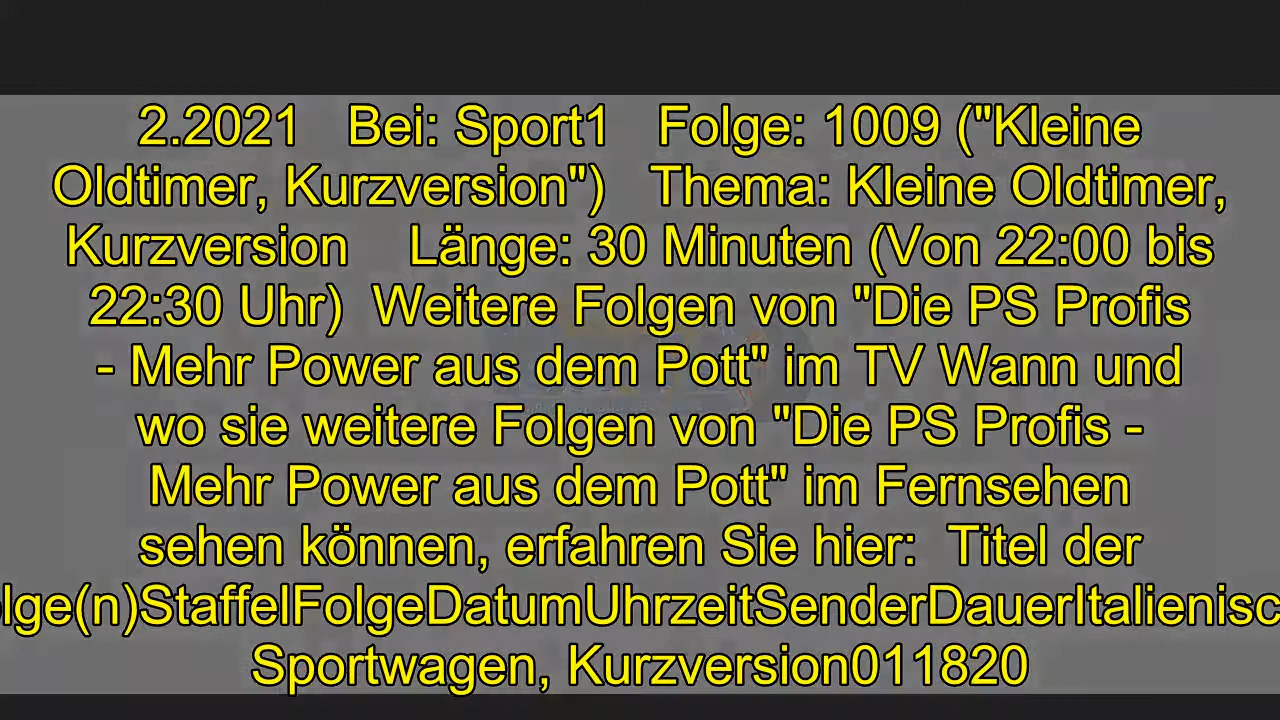 2.2021 Bei: Sport1 Folge: 1009 ("Kleine
Oldtimer, Kurzversion") Thema: Kleine Oldtimer,
Kurzversion Länge: 30 Minuten (Von 22:00 bis
22:30 Uhr) Weitere Folgen von "Die PS Profis
- Mehr Power aus dem Pott" im TV Wann und
wo sie weitere Folgen von "Die PS Profis -
Mehr Power aus dem Pott" im Fernsehen
sehen können, erfahren Sie hier: Titel der
olge(n)StaffelFolgeDatumUhrzeitSenderDauerItalienisc
Sportwagen, Kurzversion011820